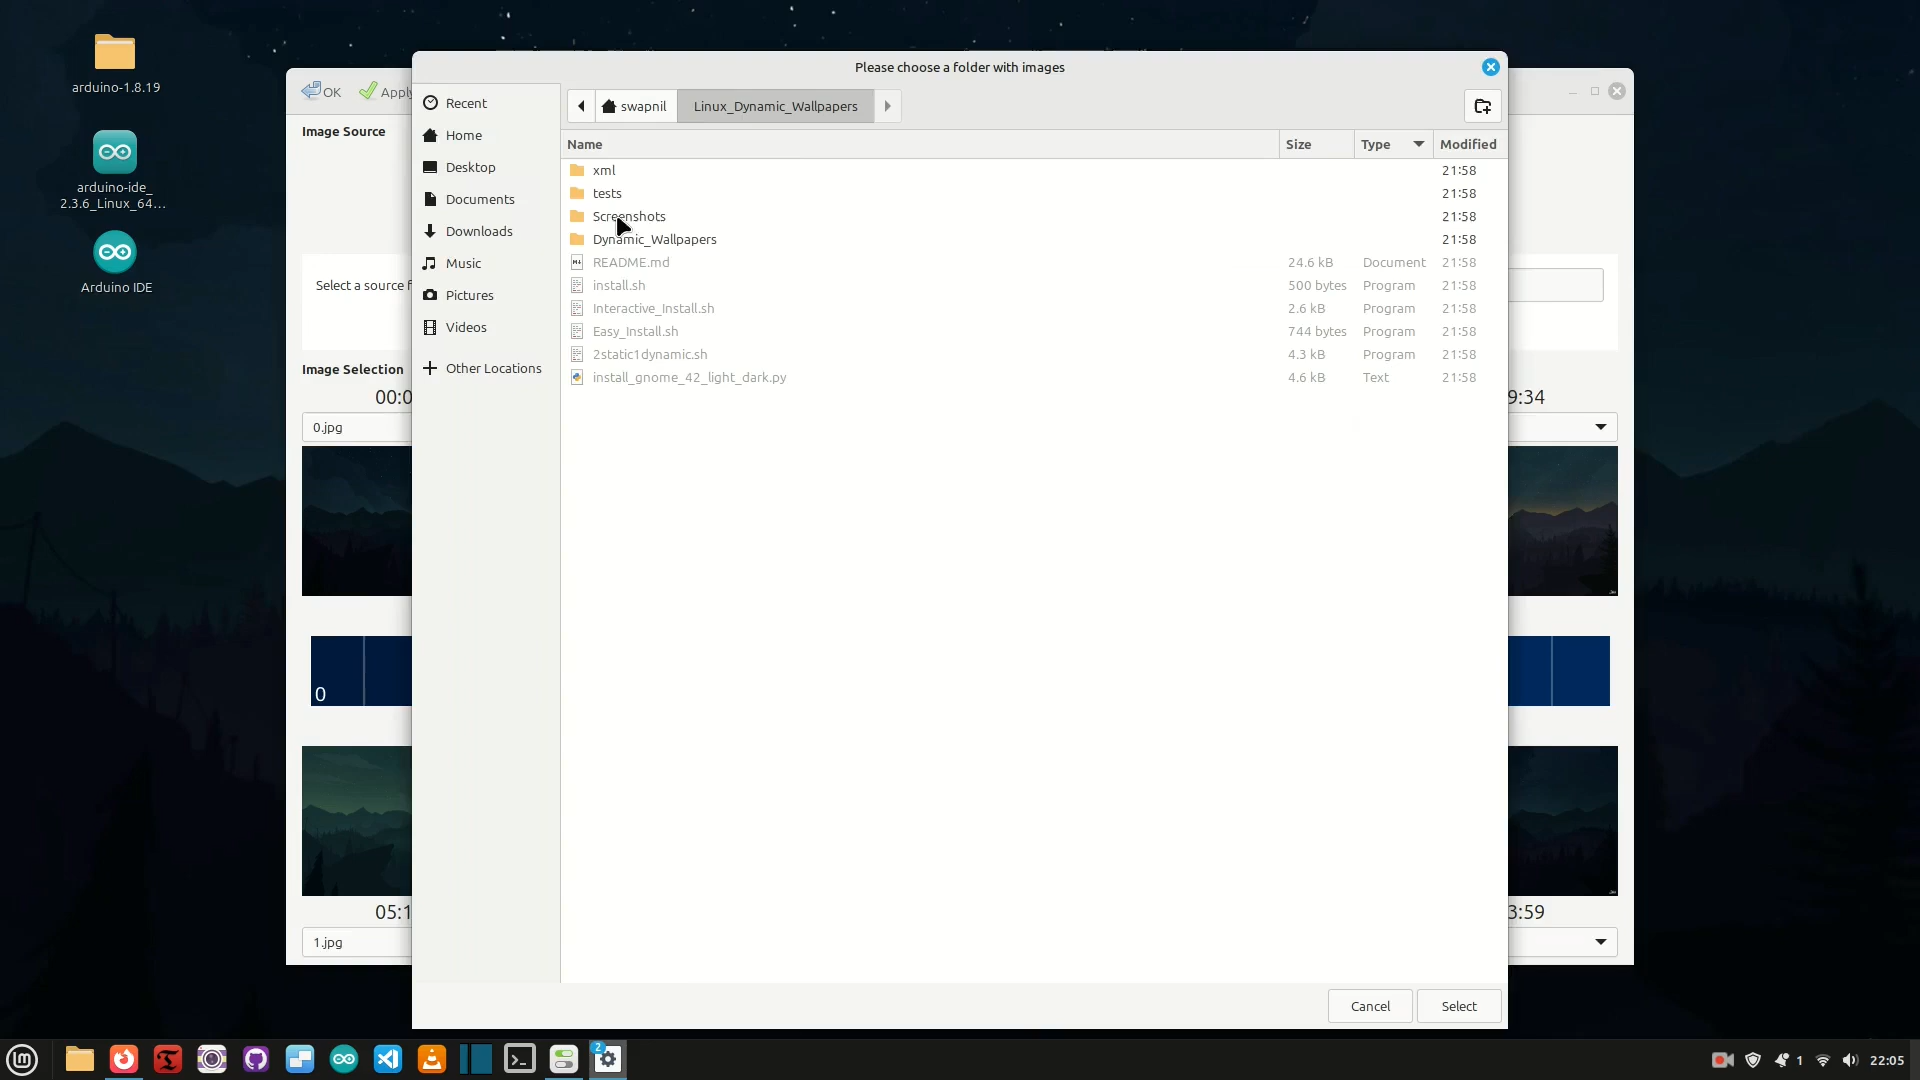 arduino-1.8.19
arduino-ide_
2.3.6_Linux_64...
Arduino IDE
OK
Apply
Image Source
Select a source f
Image Selection
00:0
9:34
0.jpg
0
05:1
3:59
1.jpg
Please choose a folder with images
Recent
Home
Desktop
Documents
Downloads
Music
Pictures
Videos
Other Locations
swapnil
Linux_Dynamic_Wallpapers
Name Size Type Modified
xml 21:58
tests 21:58
Screenshots 21:58
Dynamic_Wallpapers 21:58
README.md 24.6 kB Document 21:58
install.sh 500 bytes Program 21:58
Interactive_Install.sh 2.6 kB Program 21:58
Easy_Install.sh 744 bytes Program 21:58
2static1dynamic.sh 4.3 kB Program 21:58
install_gnome_42_light_dark.py 4.6 kB Text 21:58
Cancel
Select
2
1
22:05